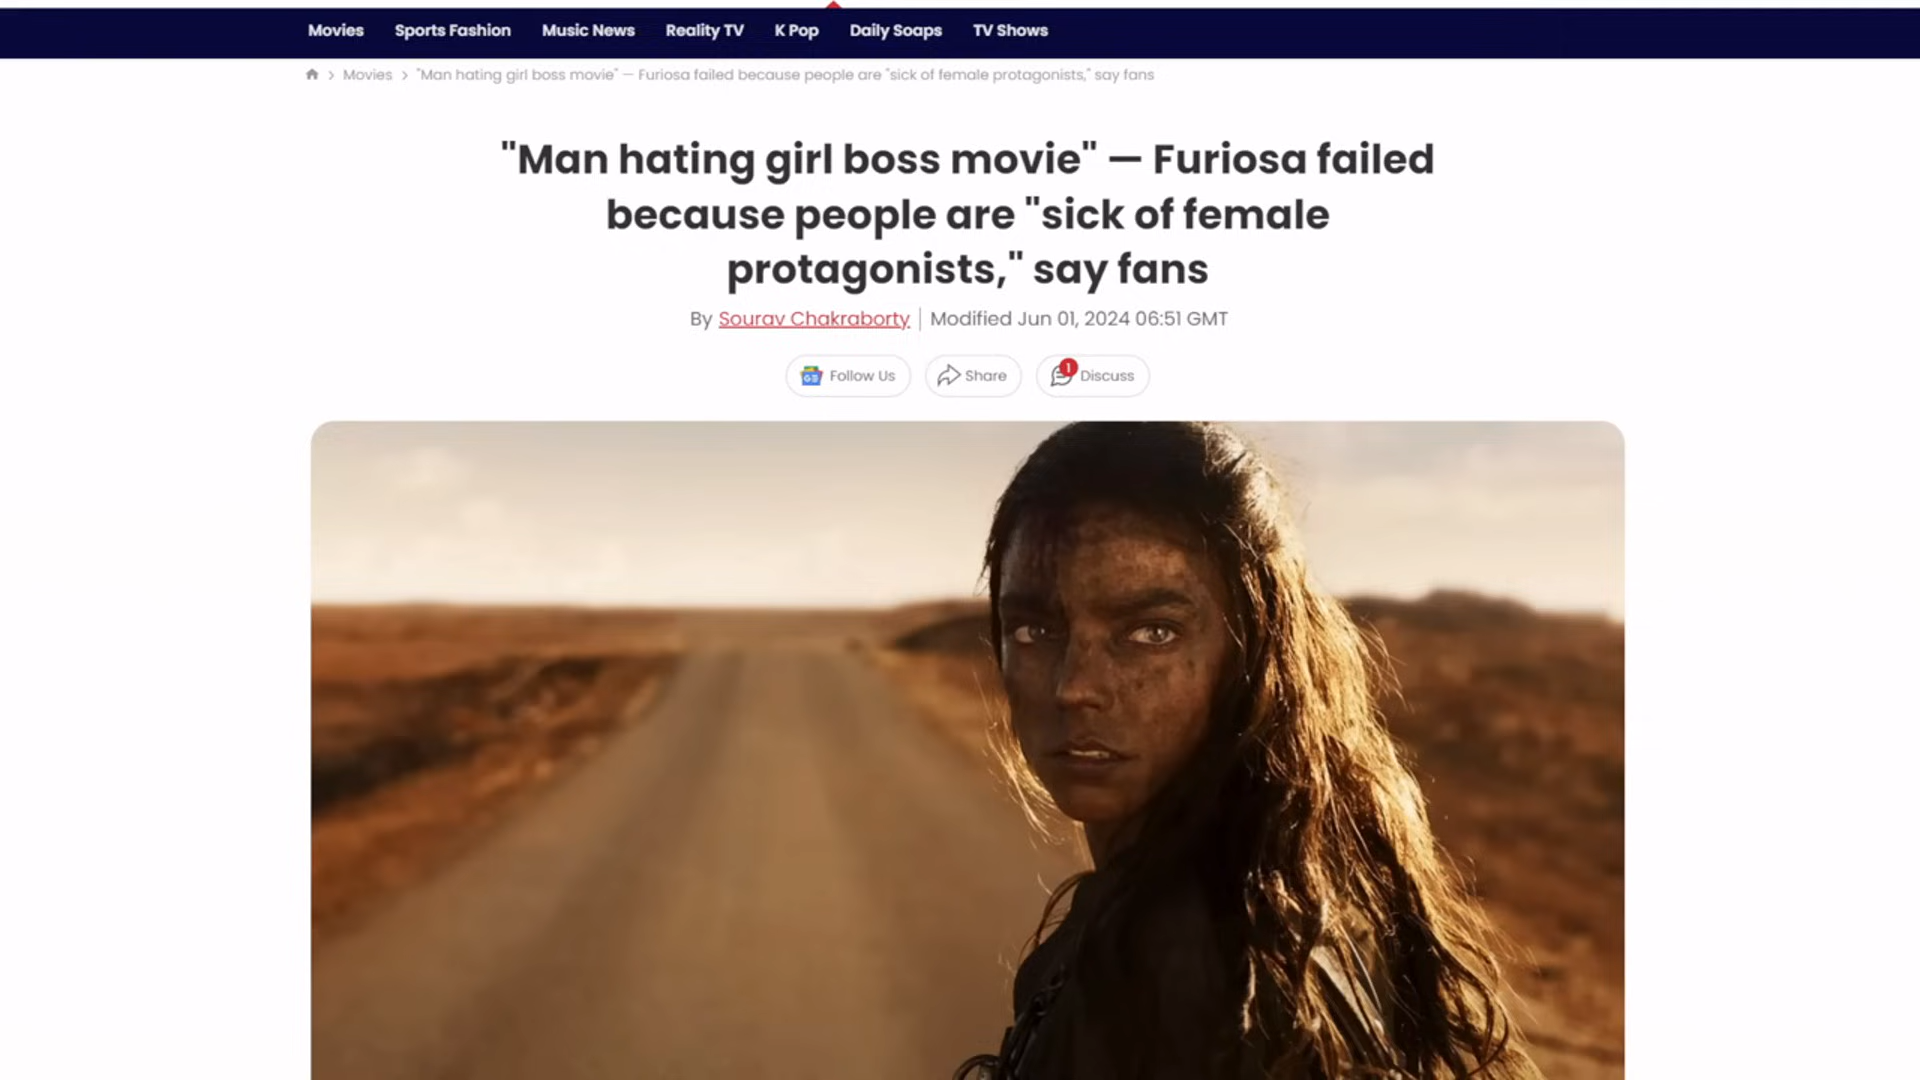 Movies Sports Fashion Music News Reality TV K Pop Daily Soaps TV Shows
Movies "Man hating girl boss movie" — Furiosa failed because people are "sick of female protagonists," say fans
"Man hating girl boss movie" — Furiosa failed
because people are "sick of female
protagonists," say fans
By Sourav Chakraborty | Modified Jun 01, 2024 06:51 GMT
Follow Us Share 1 Discuss